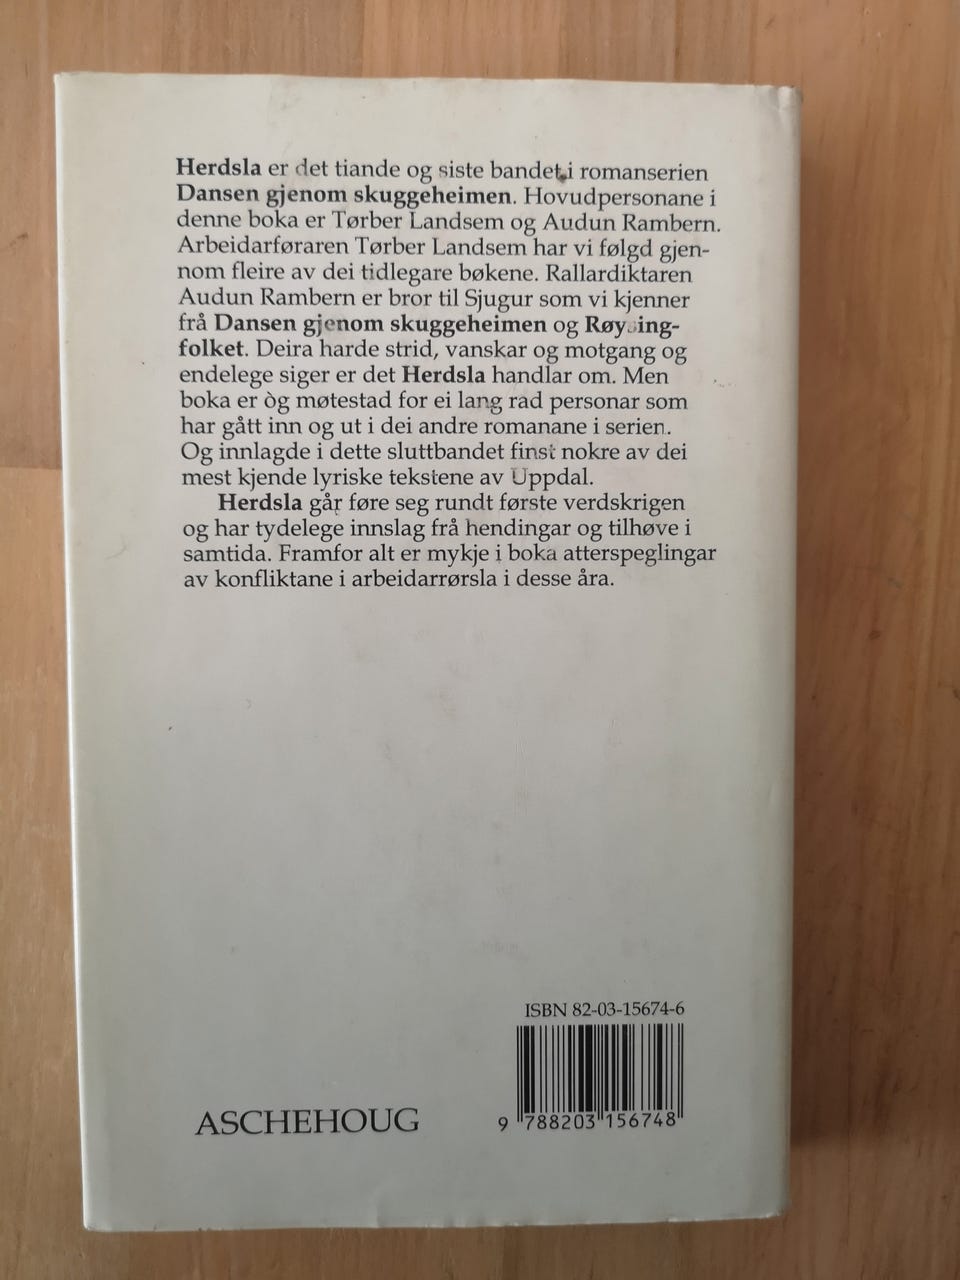 Herdsla er det tiande og siste bandet i romanserien
Dansen gjenom skuggeheimen. Hovudpersonane i
denne boka er Tørber Landsem og Audun Rambern.
Arbeidarføraren Tørber Landsem har vi følgd gjen-
nom fleire av dei tidlegare bøkene. Rallardiktaren
Audun Rambern er bror til Sjugur som vi kjenner
frå Dansen gjenom skuggeheimen og Røysing-
folket. Deira harde strid, vanskar og motgang og
endelege siger er det Herdsla handlar om. Men
boka er òg møtestad for ei lang rad personar som
har gått inn og ut i dei andre romanane i serien.
Og innlagde i dette sluttbandet finst nokre av dei
mest kjende lyriske tekstene av Uppdal.
Herdsla går føre seg rundt første verdskrigen
og har tydelege innslag frå hendingar og tilhøve i
samtida. Framfor alt er mykje i boka atterspeglingar
av konfliktane i arbeidarrørsla i desse åra.
ISBN 82-03-15674-6
ASCHEHOUG
9 788203 156748